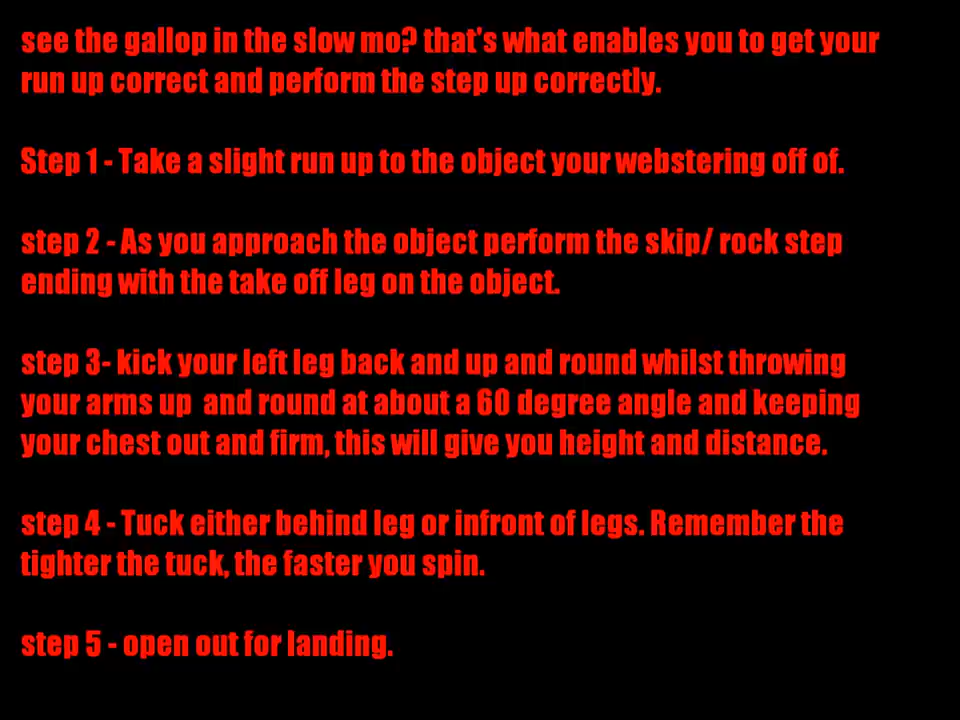 see the gallop in the slow mo? that's what enables you to get your
run up correct and perform the step up correctly.
Step 1 - Take a slight run up to the object your webstering off of.
step 2 - As you approach the object perform the skip/ rock step
ending with the take off leg on the object.
step 3- kick your left leg back and up and round whilst throwing
your arms up  and round at about a 60 degree angle and keeping
your chest out and firm, this will give you height and distance.
step 4 - Tuck either behind leg or infront of legs. Remember the
tighter the tuck, the faster you spin.
step 5 - open out for landing.